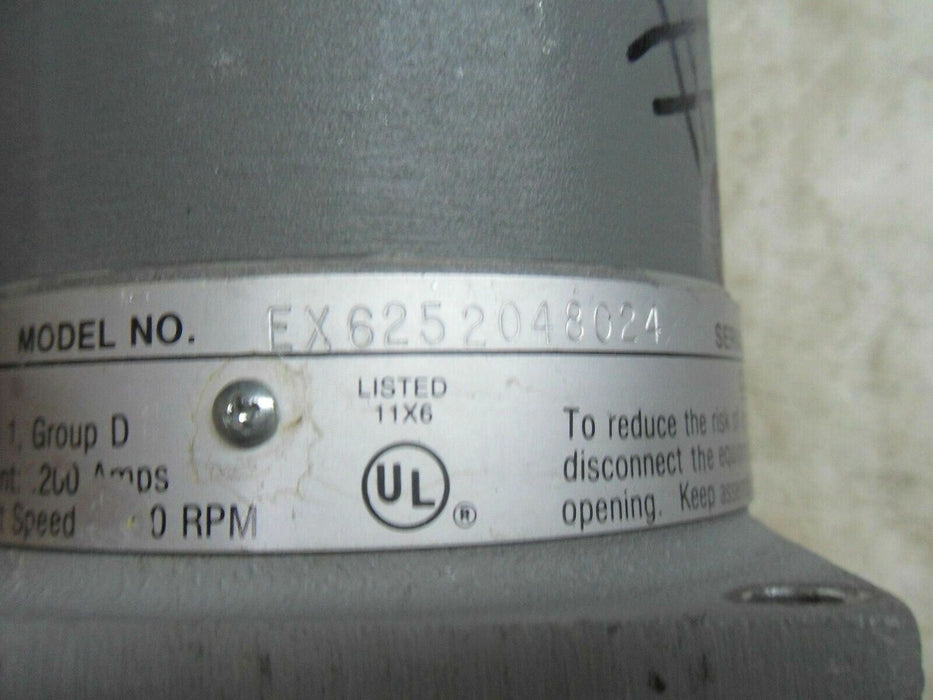 MODEL NO. EX6252048024
LISTED
11X6
UL®
1, Group D
.200 Amps
Speed 0 RPM
To reduce the risk of
disconnect the
opening. Keep